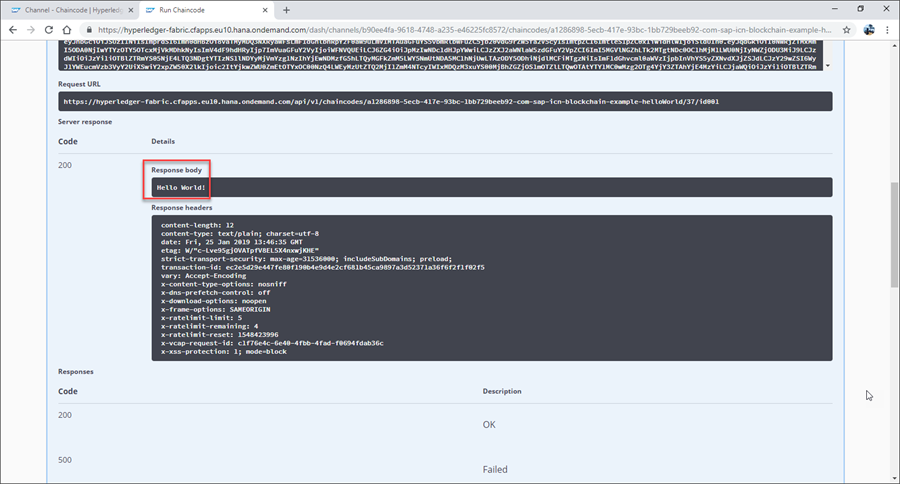 Channel - Chaincode | Hyperledg
Run Chaincode
https://hyperledger-fabric.cfapps.eu10.hana.ondemand.com/dash/channels/b90ee4fa-9618-4748-a235-e46225fc8572/chaincodes/a1286898-5ecb-417e-93bc-1bb729beeb92-com-sap-icn-blockchain-example-h...
Request URL
https://hyperledger-fabric.cfapps.eu10.hana.ondemand.com/api/v1/chaincodes/a1286898-5ecb-417e-93bc-1bb729beeb92-com-sap-icn-blockchain-example-helloWorld/37/id001
Server response
Code Details
200
Response body
Hello World!
Response headers
content-length: 12
content-type: text/plain; charset=utf-8
date: Fri, 25 Jan 2019 13:46:35 GMT
etag: W/"c-Lve95gjOVATpfV8EL5X4nxwjKHE"
strict-transport-security: max-age=31536000; includeSubDomains; preload;
transaction-id: ec2e5d29e447fe80f190b4e9d4e2cf681b45ca9897a3d52371a36f6f2f1f02f5
vary: Accept-Encoding
x-content-type-options: nosniff
x-dns-prefetch-control: off
x-download-options: noopen
x-frame-options: SAMEORIGIN
x-ratelimit-limit: 5
x-ratelimit-remaining: 4
x-ratelimit-reset: 1548423996
x-vcap-request-id: c1f76e4c-6e40-4fbb-4fad-f0694fdab36c
x-xss-protection: 1; mode=block
Responses
Code Description
200
OK
500
Failed